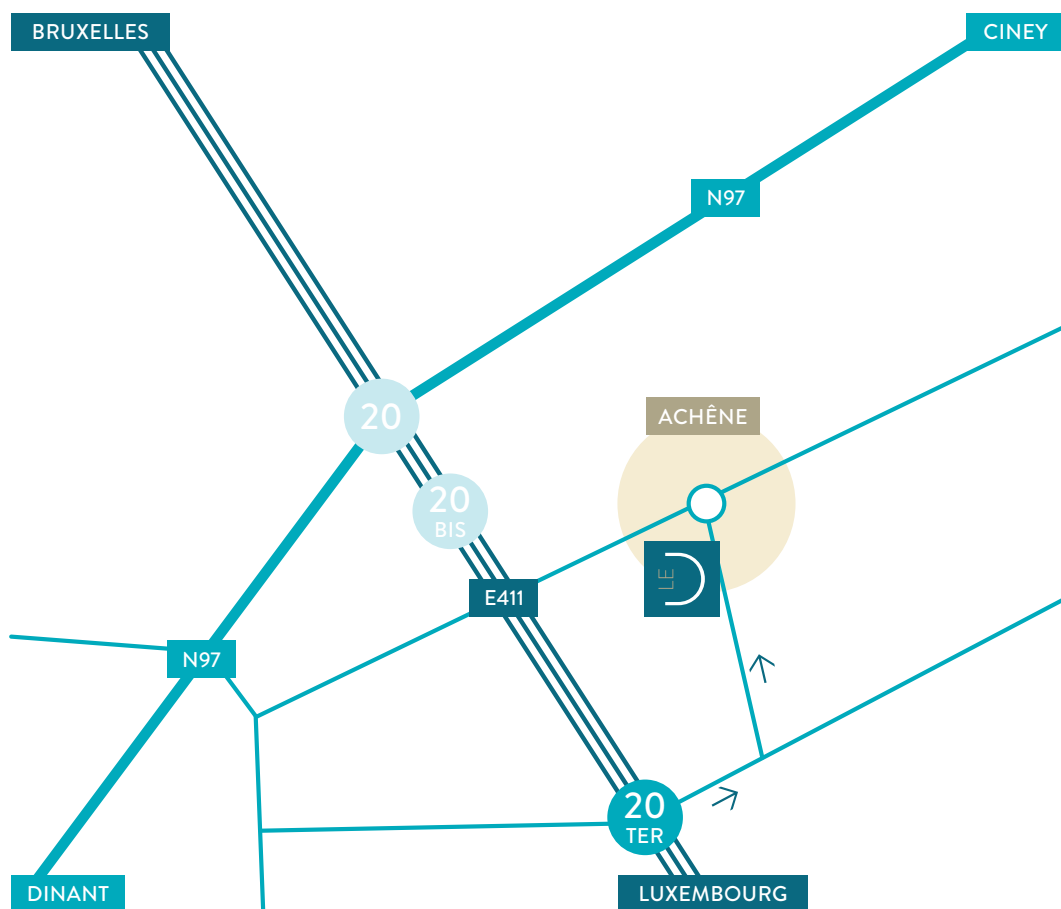 BRUXELLES
CINEY
N97
ACHÊNE
20
20
BIS
LE D
E411
N97
20
TER
DINANT
LUXEMBOURG